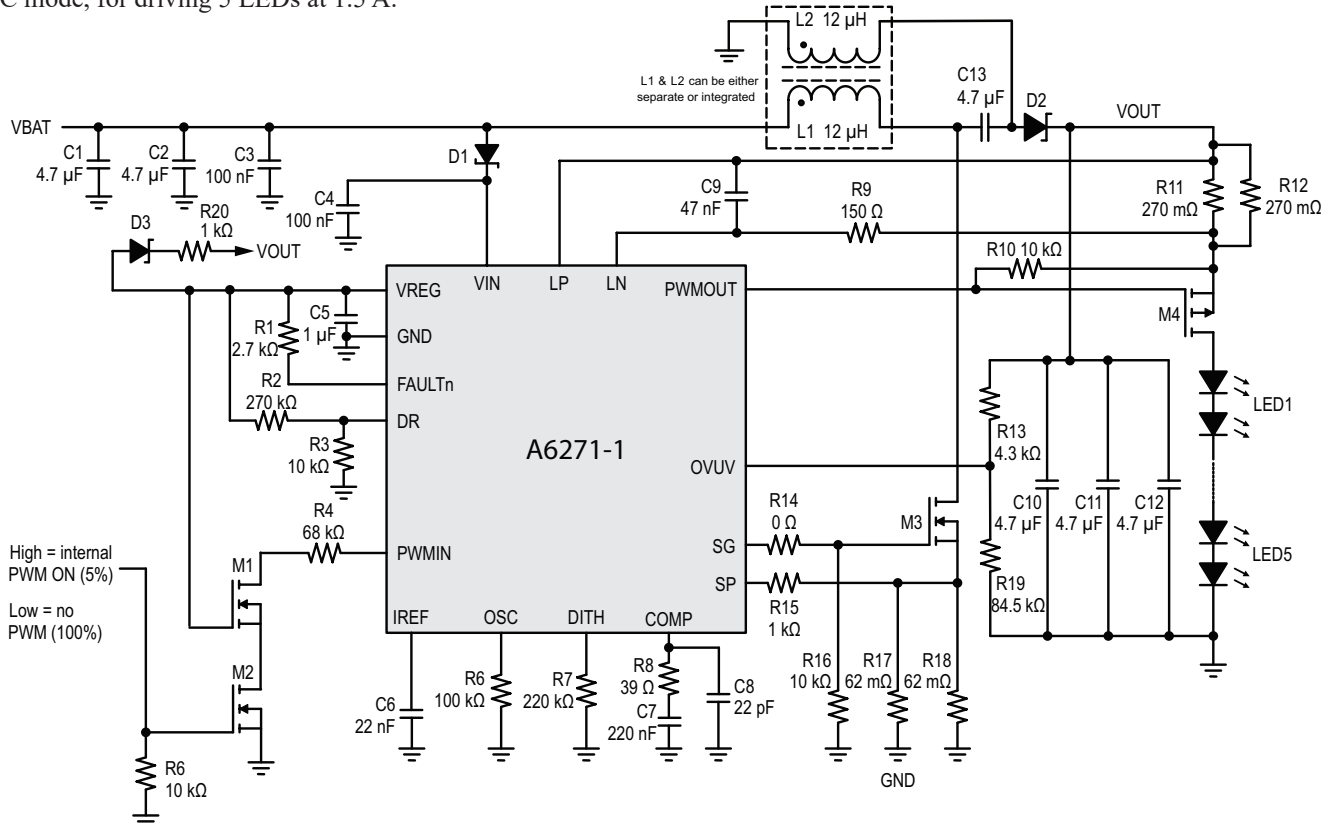 C mode, for driving 5 LEDs at 1.5 A.
L2 12 µH
L1 & L2 can be either
separate or integrated
L1 12 µH
C13
4.7 µF
D2
VOUT
VBAT
C1
4.7 µF
C2
4.7 µF
C3
100 nF
D1
C4
100 nF
C9
47 nF
R9
150 Ω
R11
270 mΩ
R12
270 mΩ
D3
R20
1 kΩ
VOUT
R10 10 kΩ
VREG
VIN
LP
LN
PWMOUT
M4
C5
1 µF
GND
R1
2.7 kΩ
FAULTn
R2
270 kΩ
DR
R3
10 kΩ
A6271-1
LED1
R13
4.3 kΩ
OVUV
C10
4.7 µF
C11
4.7 µF
C12
4.7 µF
LED5
R4
68 kΩ
PWMIN
R14
0 Ω
SG
M3
SP
R15
1 kΩ
R19
84.5 kΩ
High = internal
PWM ON (5%)
Low = no
PWM (100%)
M1
M2
IREF
OSC
DITH
COMP
C6
22 nF
R6
100 kΩ
R7
220 kΩ
R8
39 Ω
C7
220 nF
C8
22 pF
R16
10 kΩ
R17
62 mΩ
R18
62 mΩ
GND
R6
10 kΩ